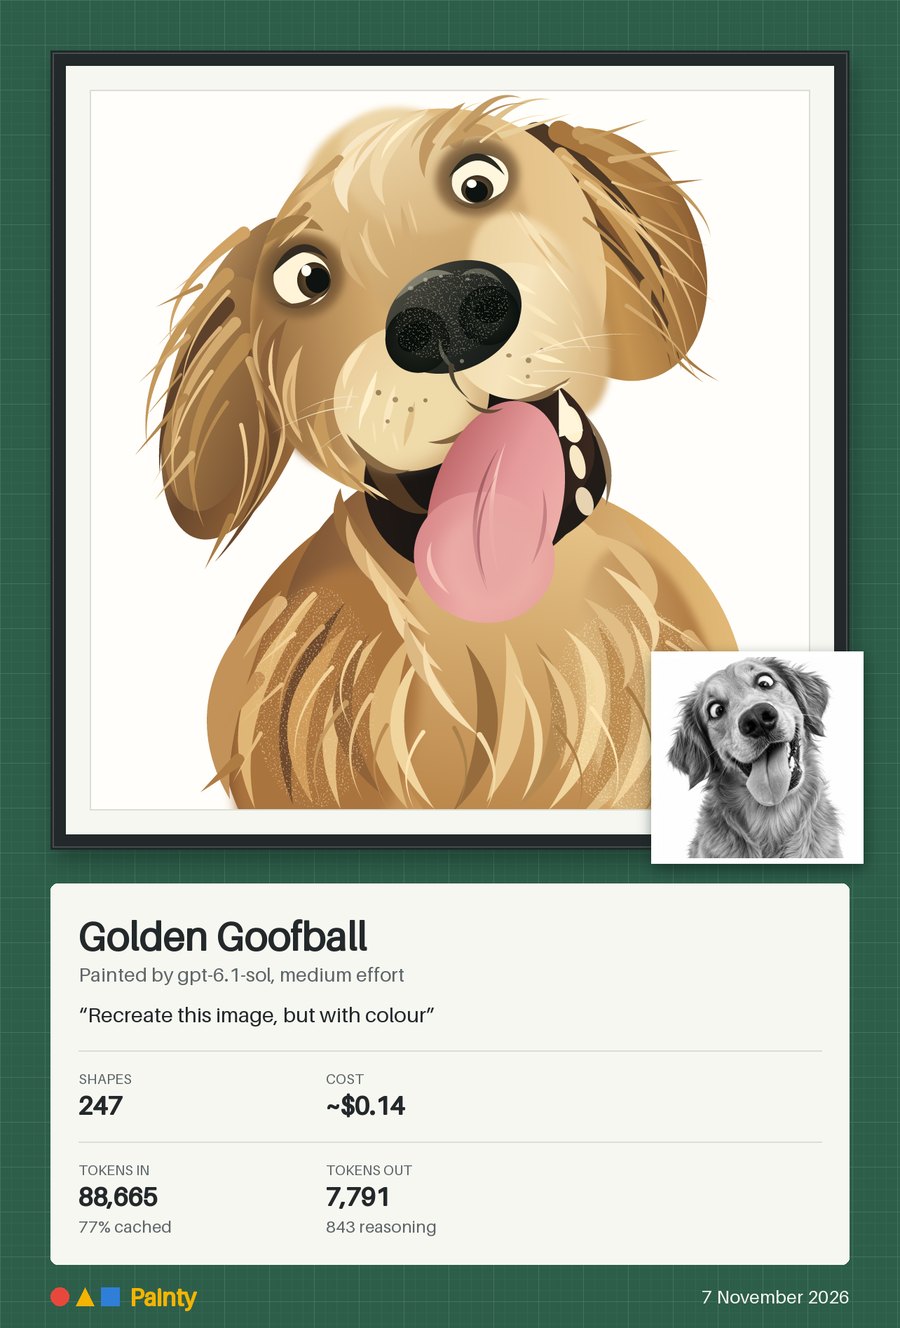 Golden Goofball
Painted by gpt-6.1-sol, medium effort
“Recreate this image, but with colour”
SHAPES
247
COST
~$0.14
TOKENS IN
88,665
77% cached
TOKENS OUT
7,791
843 reasoning
Painty
7 November 2026